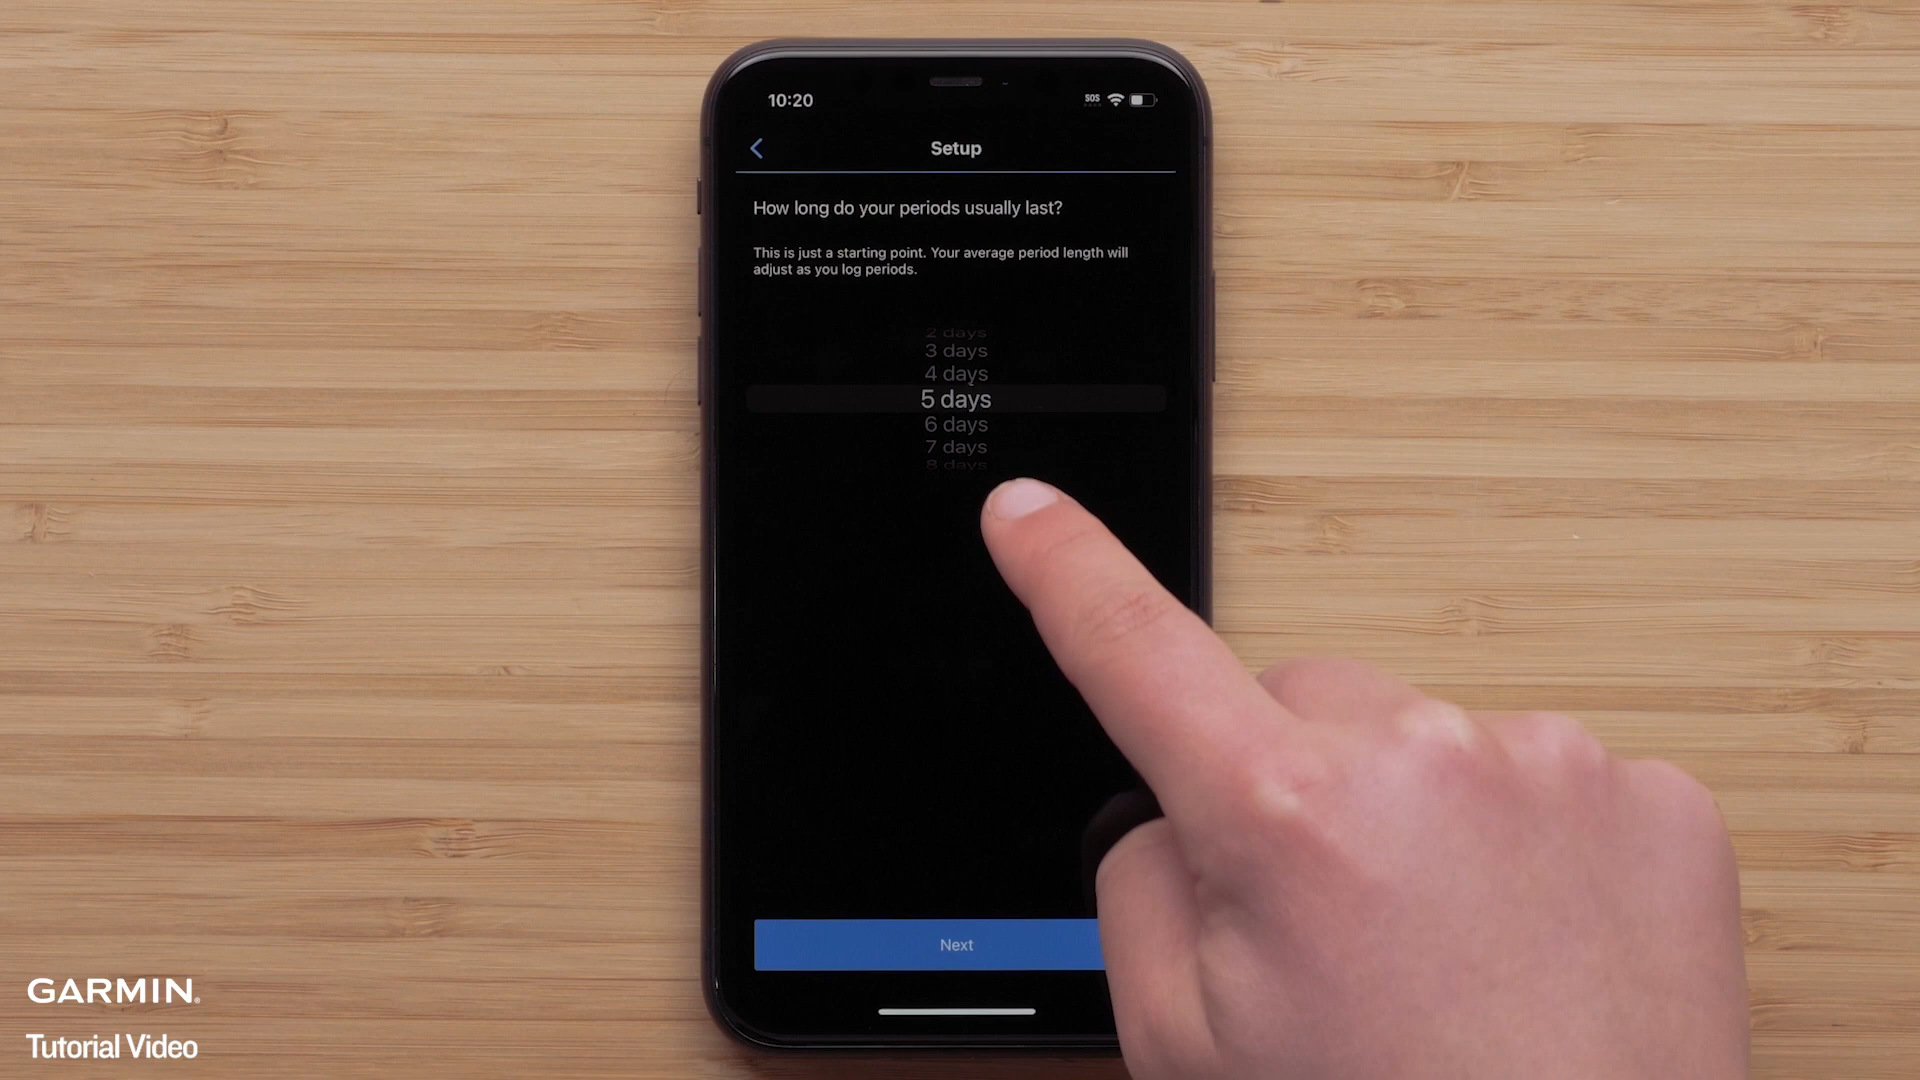 10:20
SOS
Setup
How long do your periods usually last?
This is just a starting point. Your average period length will
adjust as you log periods.
2 days
3 days
4 days
5 days
6 days
7 days
8 days
Next
GARMIN®
Tutorial Video